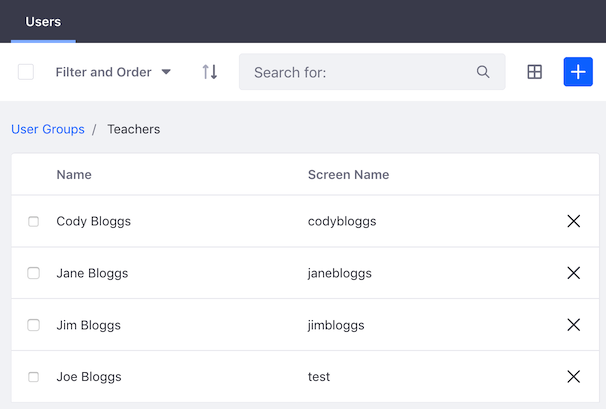 Users
Filter and Order
Search for:
User Groups / Teachers
Name Screen Name
Cody Bloggs codybloggs
Jane Bloggs janebloggs
Jim Bloggs jimbloggs
Joe Bloggs test